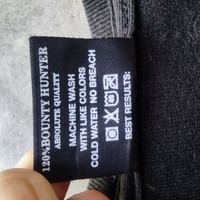 120%BOUNTY HUNTER
ABSOLUTE QUALITY
MACHINE WASH
WITH LIKE COLORS
COLD WATER NO BREACH
BEST RESULTS: